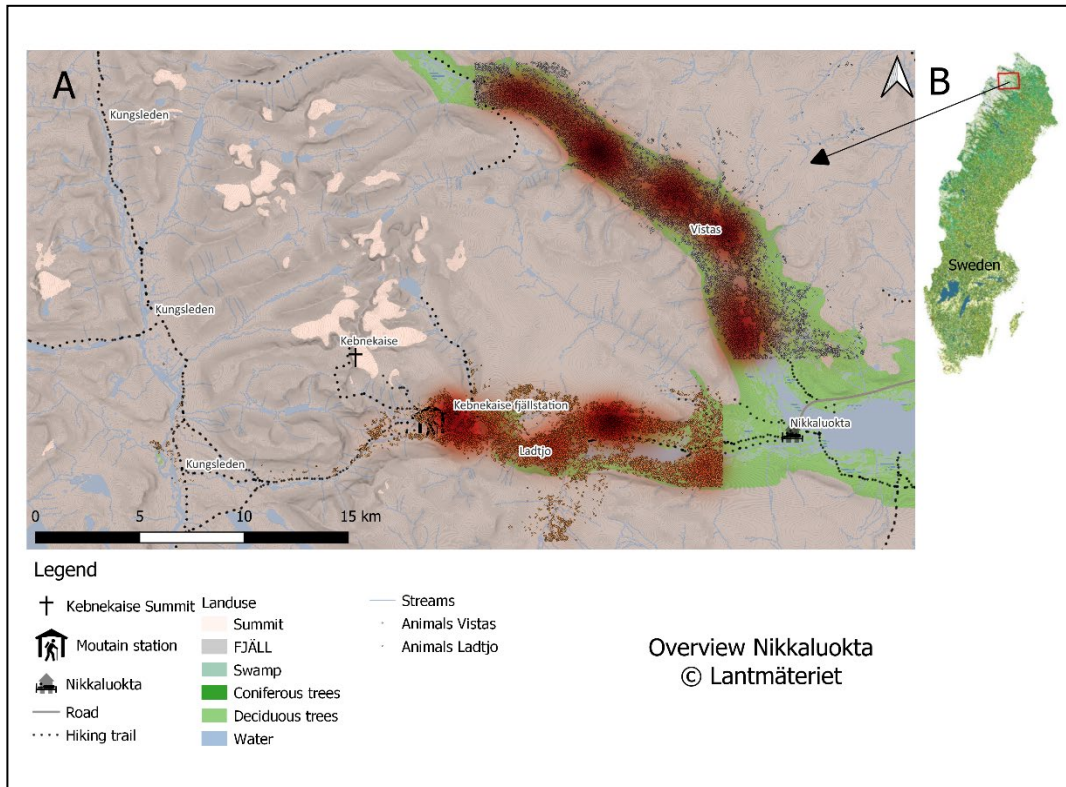 A
B
Kungsleden
Vistas
Sweden
Kungsleden
Kebnekaise
Kebnekaise fjällstation
Nikkaluokta
Ladtjo
Kungsleden
0 5 10 15 km
Legend
Kebnekaise Summit
Moutain station
Nikkaluokta
Road
Hiking trail
Landuse
Summit
FJÄLL
Swamp
Coniferous trees
Deciduous trees
Water
Streams
Animals Vistas
Animals Ladtjo
Overview Nikkaluokta
© Lantmäteriet